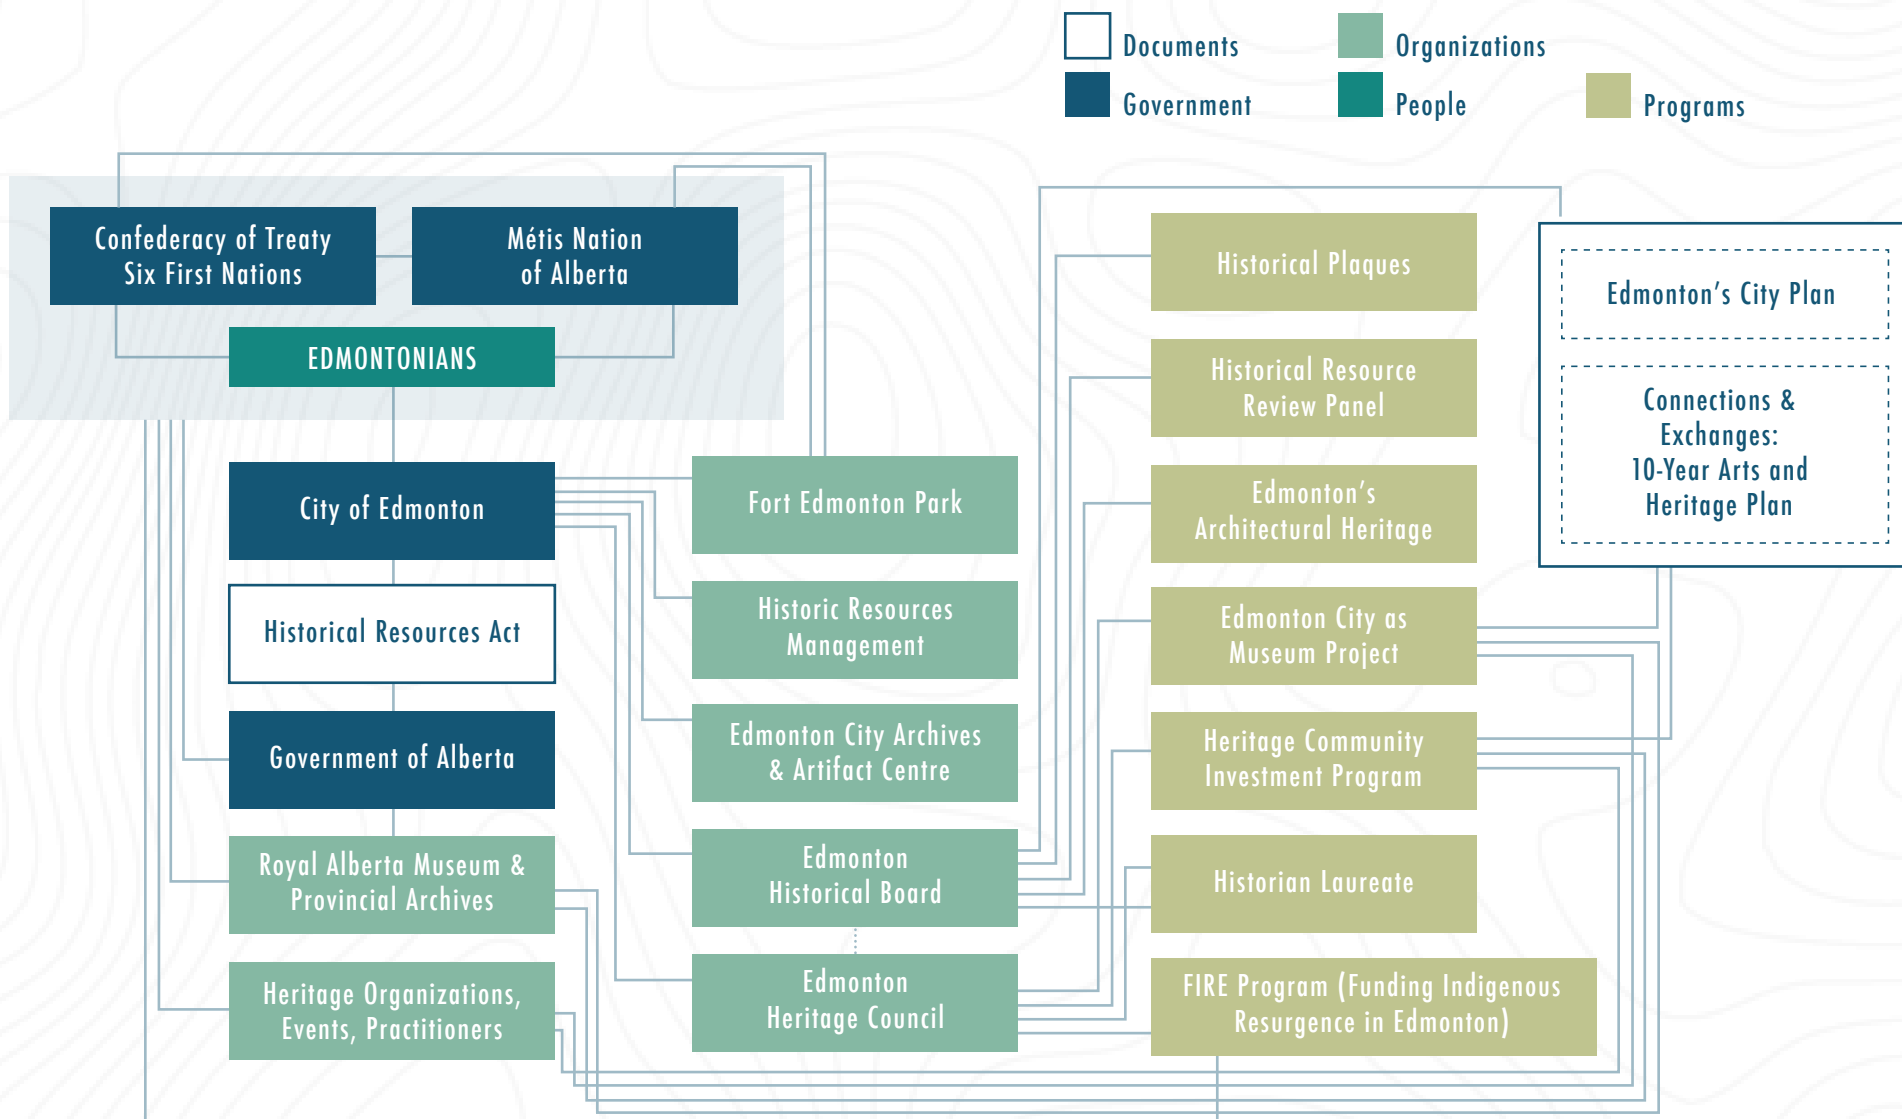 Documents
Organizations
Government
People
Programs
Confederacy of Treaty
Six First Nations
Métis Nation
of Alberta
EDMONTONIANS
City of Edmonton
Historical Resources Act
Government of Alberta
Royal Alberta Museum &
Provincial Archives
Heritage Organizations,
Events, Practitioners
Fort Edmonton Park
Historic Resources
Management
Edmonton City Archives
& Artifact Centre
Edmonton
Historical Board
Edmonton
Heritage Council
Historical Plaques
Historical Resource
Review Panel
Edmonton's
Architectural Heritage
Edmonton City as
Museum Project
Heritage Community
Investment Program
Historian Laureate
FIRE Program (Funding Indigenous
Resurgence in Edmonton)
Edmonton's City Plan
Connections &
Exchanges:
10-Year Arts and
Heritage Plan